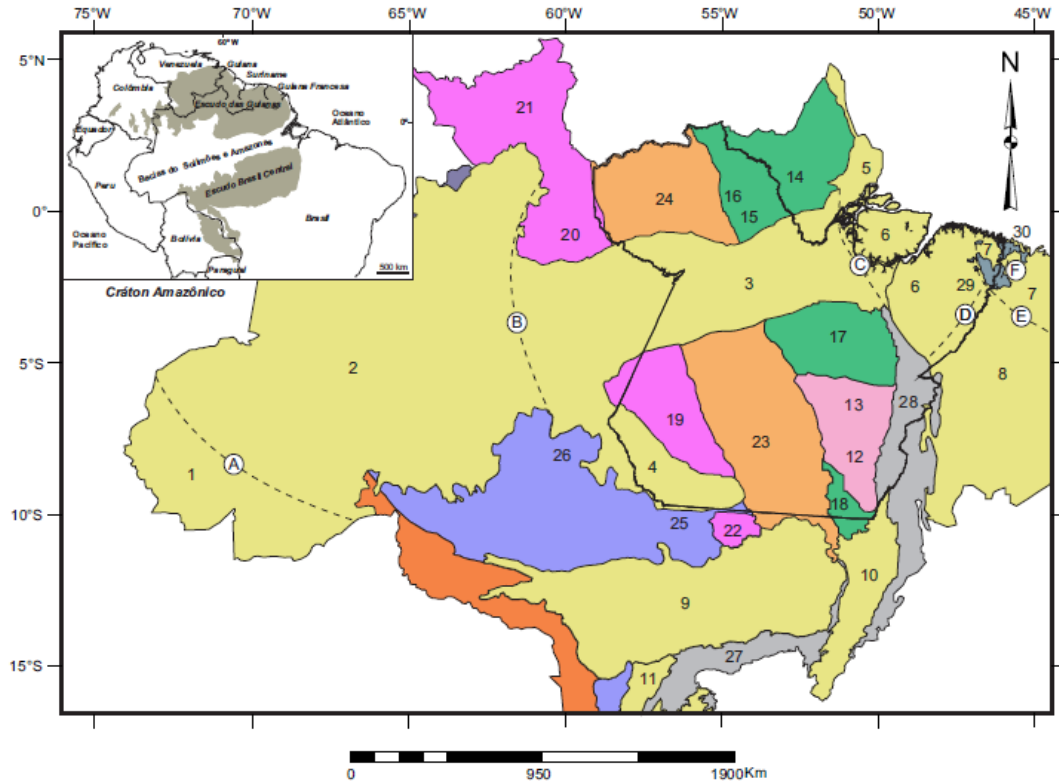 75°W 70°W 65°W 60°W 55°W 50°W 45°W
5°N
0°
5°S
10°S
15°S
60° W
Venezuela
Guiana
Suriname
Guiana Francesa
Colômbia
Escudo das Guianas
Oceano
Atlântico
0°
Equador
Bacias do Solimões e Amazonas
Peru
Escudo Brasil Central
Brasil
Oceano
Pacífico
Bolívia
Paraguai
500 km
Cráton Amazônico
N
21
5
14
16
24
15
6
30
20
7
C
F
3
6
29
7
B
D
E
17
2
8
13
28
19
12
26
23
4
1
A
18
25
22
10
9
27
11
0 950 1900Km